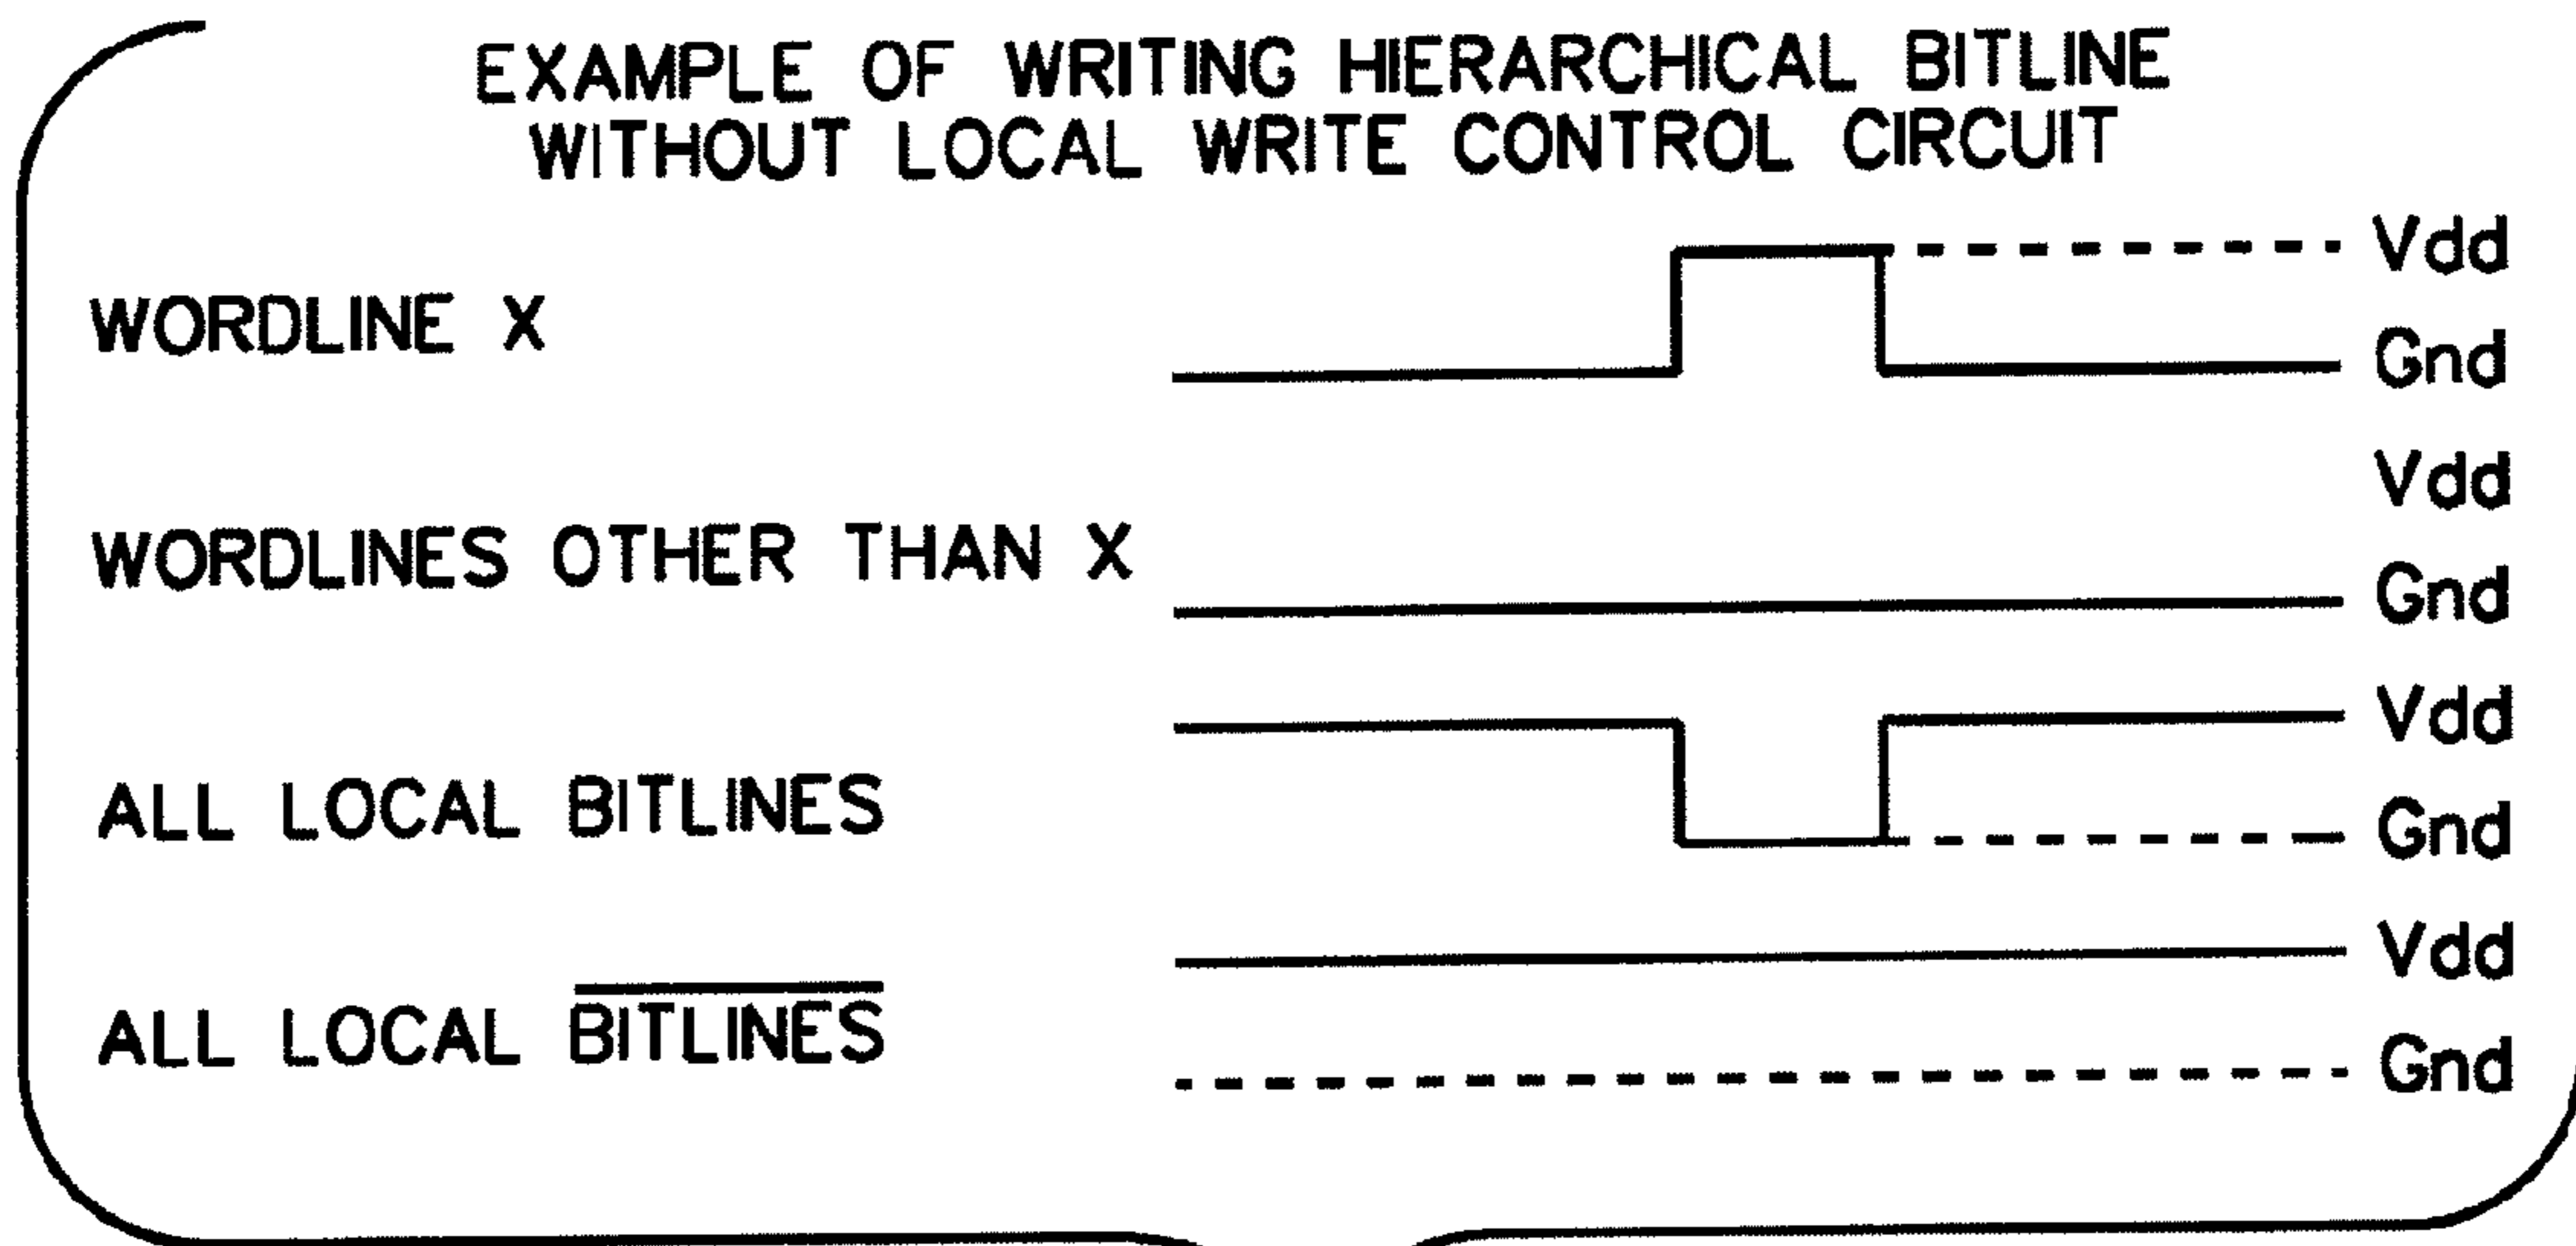 EXAMPLE OF WRITING HIERARCHICAL BITLINE
WITHOUT LOCAL WRITE CONTROL CIRCUIT
Vdd
WORDLINE X
Gnd
Vdd
WORDLINES OTHER THAN X
Gnd
Vdd
ALL LOCAL BITLINES
Gnd
Vdd
ALL LOCAL B̅I̅T̅L̅I̅N̅E̅S̅
Gnd